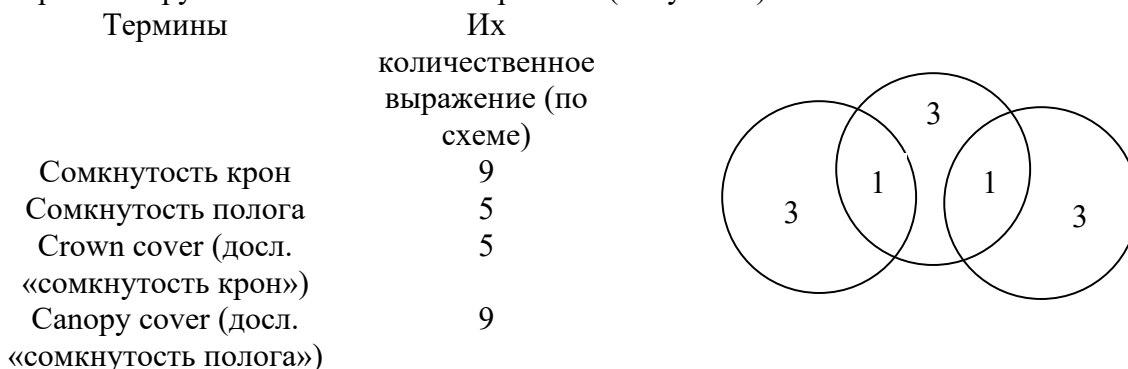 Термины Их
количественное
выражение (по
схеме)
Сомкнутость крон 9
Сомкнутость полога 5
Crown cover (досл. 5
«сомкнутость крон»)
Canopy cover (досл. 9
«сомкнутость полога»)
3
3 1 1 3